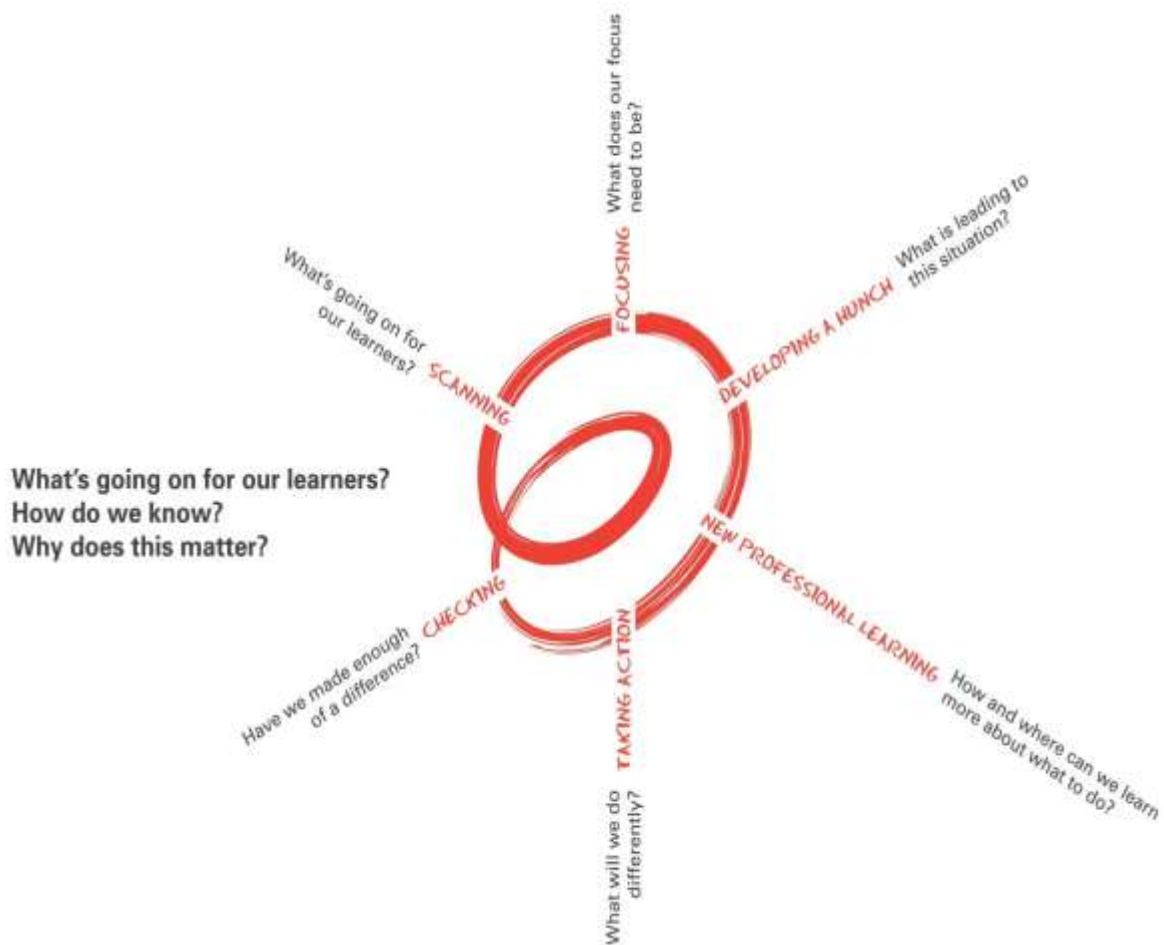 What's going on for our learners?
How do we know?
Why does this matter?
SCANNING
What's going on for
our learners?
FOCUSING
What does our focus
need to be?
DEVELOPING A HUNCH
What is leading to
this situation?
NEW PROFESSIONAL LEARNING
How and where can we learn
more about what to do?
TAKING ACTION
What will we do
differently?
CHECKING
Have we made enough
of a difference?